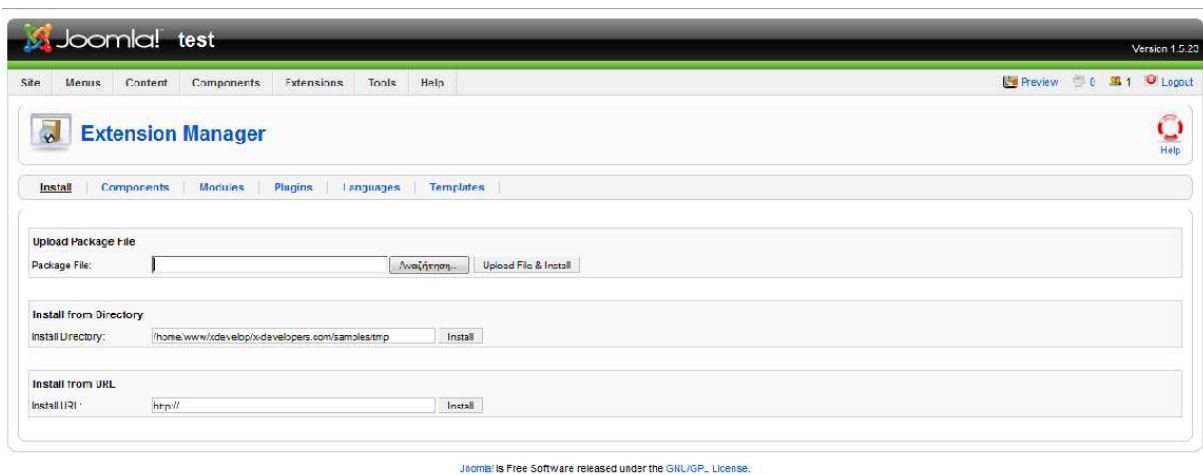 Joomla! test
Version 1.5.23
Site Menus Content Components Extensions Tools Help Preview 0 1 Logout
Extension Manager
Help
Install Components Modules Plugins Languages Templates
Upload Package File
Package File: Αναζήτηση... Upload File & Install
Install from Directory
Install Directory: /home/www/xdevelop/x-developers.com/samples/tmp Install
Install from URL
Install URL: http:// Install
Joomla! is Free Software released under the GNU/GPL License.